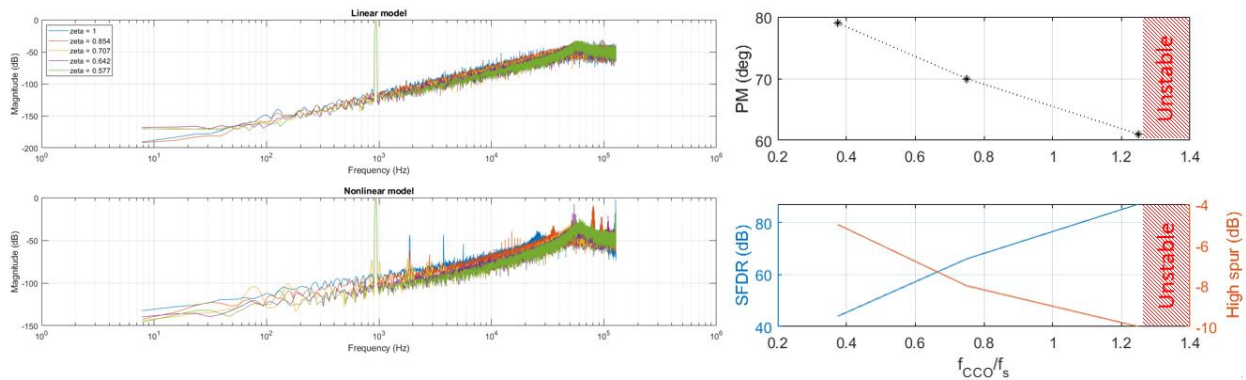 Linear model
0
-50
-100
-150
-200
Magnitude (dB)
zeta = 1
zeta = 0.854
zeta = 0.707
zeta = 0.642
zeta = 0.577
10^0 10^1 10^2 10^3 10^4 10^5 10^6
Frequency (Hz)
Nonlinear model
0
-50
-100
-150
Magnitude (dB)
10^0 10^1 10^2 10^3 10^4 10^5 10^6
Frequency (Hz)
80
70
60
PM (deg)
Unstable
0.2 0.4 0.6 0.8 1 1.2 1.4
80
60
40
SFDR (dB)
Unstable
-4
-6
-8
-10
High spur (dB)
0.2 0.4 0.6 0.8 1 1.2 1.4
f_CCO/f_s